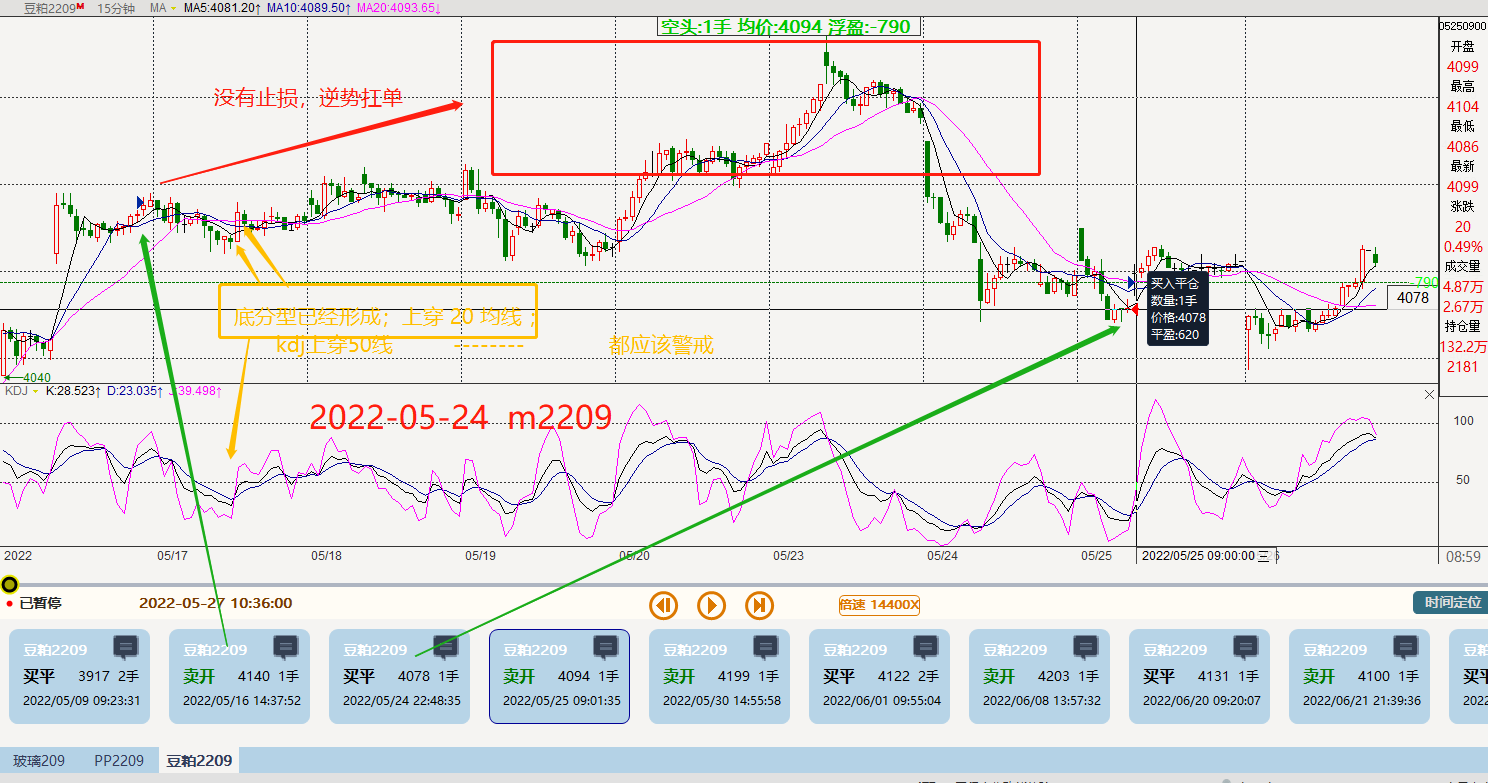 豆粕2209M 15分钟 MA MA5:4081.20↑ MA10:4089.50↑ MA20:4093.65↓
空头:1手 均价:4094 浮盈:-790
没有止损，逆势扛单
底分型已经形成；上穿 20 均线；
kdj上穿50线 --------- 都应该警戒
买入平仓
数量:1手
价格:4078
平盈:620
-790
4078
4040
05250900
开盘
4099
最高
4104
最低
4086
最新
4099
涨跌
20
0.49%
成交量
4.87万
2.67万
持仓量
132.2万
2181
KDJ K:28.523↑ D:23.035↑ J:39.498↑
2022-05-24 m2209
100
50
2022 05/17 05/18 05/19 05/20 05/23 05/24 05/25 2022/05/25 09:00:00 三 08:59
已暂停 2022-05-27 10:36:00 倍速 14400X 时间定位
豆粕2209
买平 3917 2手
2022/05/09 09:23:31
豆粕2209
卖开 4140 1手
2022/05/16 14:37:52
豆粕2209
买平 4078 1手
2022/05/24 22:48:35
豆粕2209
卖开 4094 1手
2022/05/25 09:01:35
豆粕2209
卖开 4199 1手
2022/05/30 14:55:58
豆粕2209
买平 4122 2手
2022/06/01 09:55:04
豆粕2209
卖开 4203 1手
2022/06/08 13:57:32
豆粕2209
买平 4131 1手
2022/06/20 09:20:07
豆粕2209
卖开 4100 1手
2022/06/21 21:39:36
豆粕
买平
2022
玻璃209 PP2209 豆粕2209